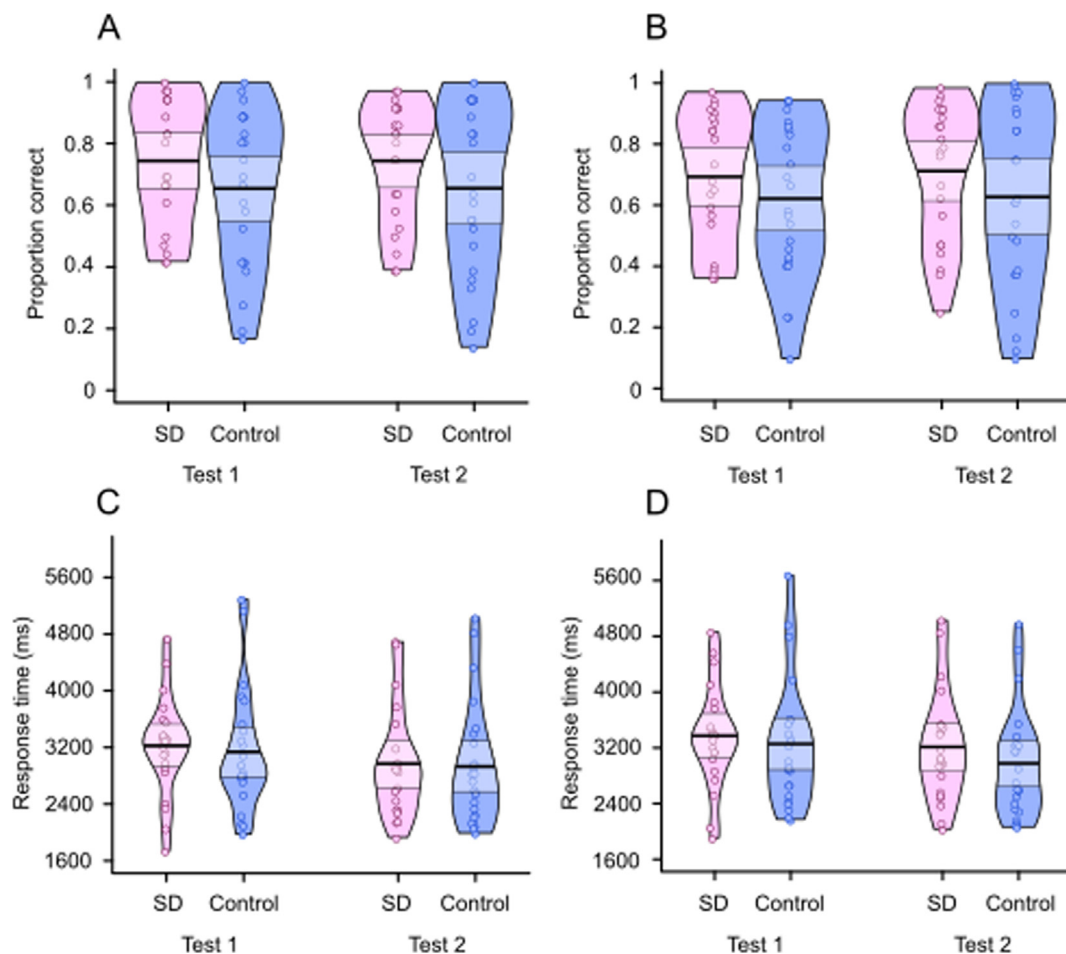 A
B
Proportion correct
1
0.8
0.6
0.4
0.2
0
SD Control SD Control
Test 1 Test 2
Proportion correct
1
0.8
0.6
0.4
0.2
0
SD Control SD Control
Test 1 Test 2
C
D
Response time (ms)
5600
4800
4000
3200
2400
1600
SD Control SD Control
Test 1 Test 2
Response time (ms)
5600
4800
4000
3200
2400
1600
SD Control SD Control
Test 1 Test 2